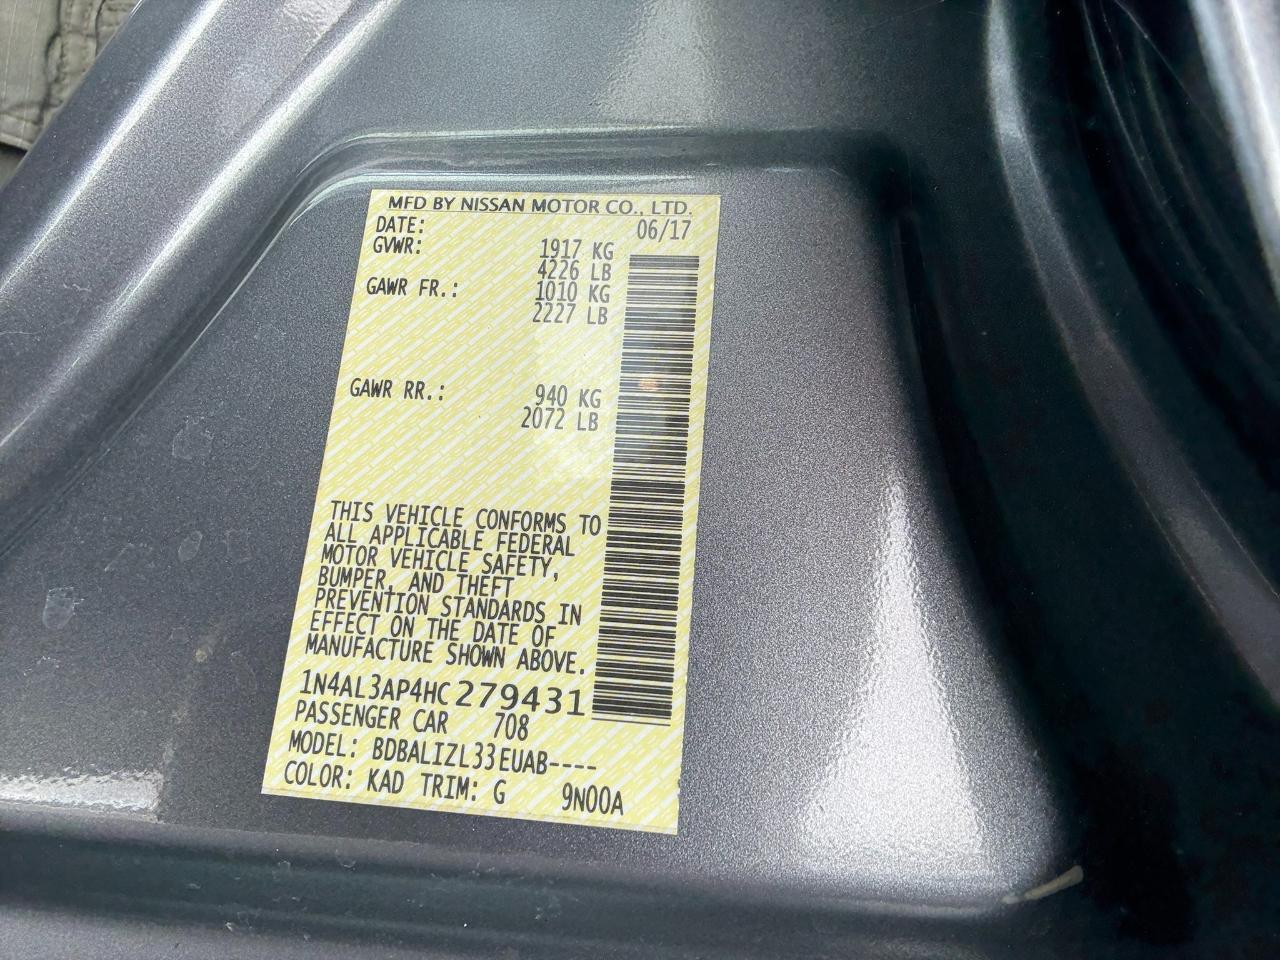 MFD BY NISSAN MOTOR CO., LTD.
DATE: 06/17
GVWR: 1917 KG
4226 LB
GAWR FR.: 1010 KG
2227 LB
GAWR RR.: 940 KG
2072 LB
THIS VEHICLE CONFORMS TO
ALL APPLICABLE FEDERAL
MOTOR VEHICLE SAFETY,
BUMPER, AND THEFT
PREVENTION STANDARDS IN
EFFECT ON THE DATE OF
MANUFACTURE SHOWN ABOVE.
1N4AL3AP4HC279431
PASSENGER CAR 708
MODEL: BDBALIZL33EUAB----
COLOR: KAD TRIM: G 9N00A